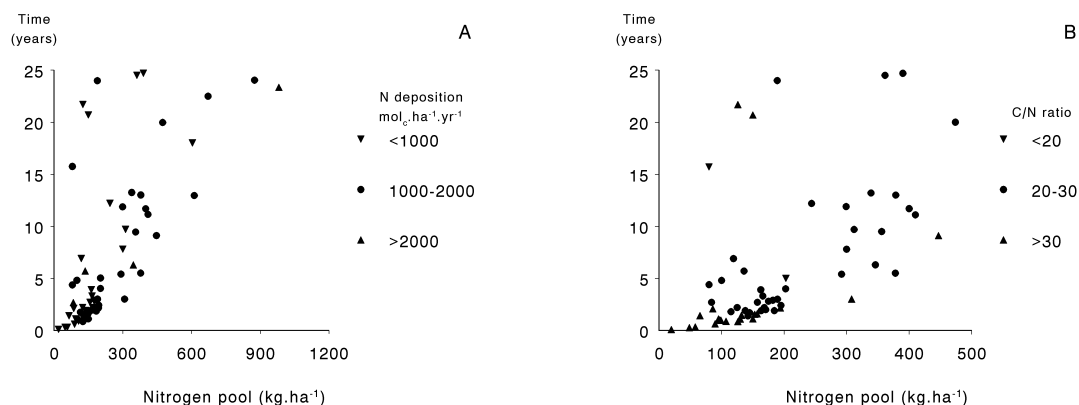 Time
(years)
A
25
20
15
10
5
0
0 300 600 900 1200
Nitrogen pool (kg.ha⁻¹)
N deposition
molc.ha⁻¹.yr⁻¹
<1000
1000-2000
>2000
Time
(years)
B
25
20
15
10
5
0
0 100 200 300 400 500
Nitrogen pool (kg.ha⁻¹)
C/N ratio
<20
20-30
>30